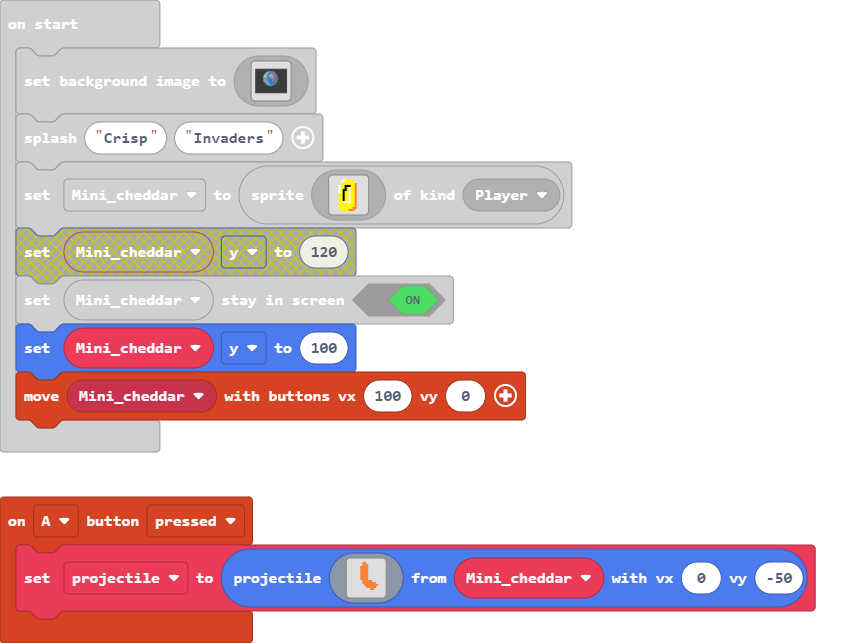 on start
set background image to
splash "Crisp" "Invaders"
set Mini_cheddar to sprite of kind Player
set Mini_cheddar y to 120
set Mini_cheddar stay in screen ON
set Mini_cheddar y to 100
move Mini_cheddar with buttons vx 100 vy 0
on A button pressed
set projectile to projectile from Mini_cheddar with vx 0 vy -50